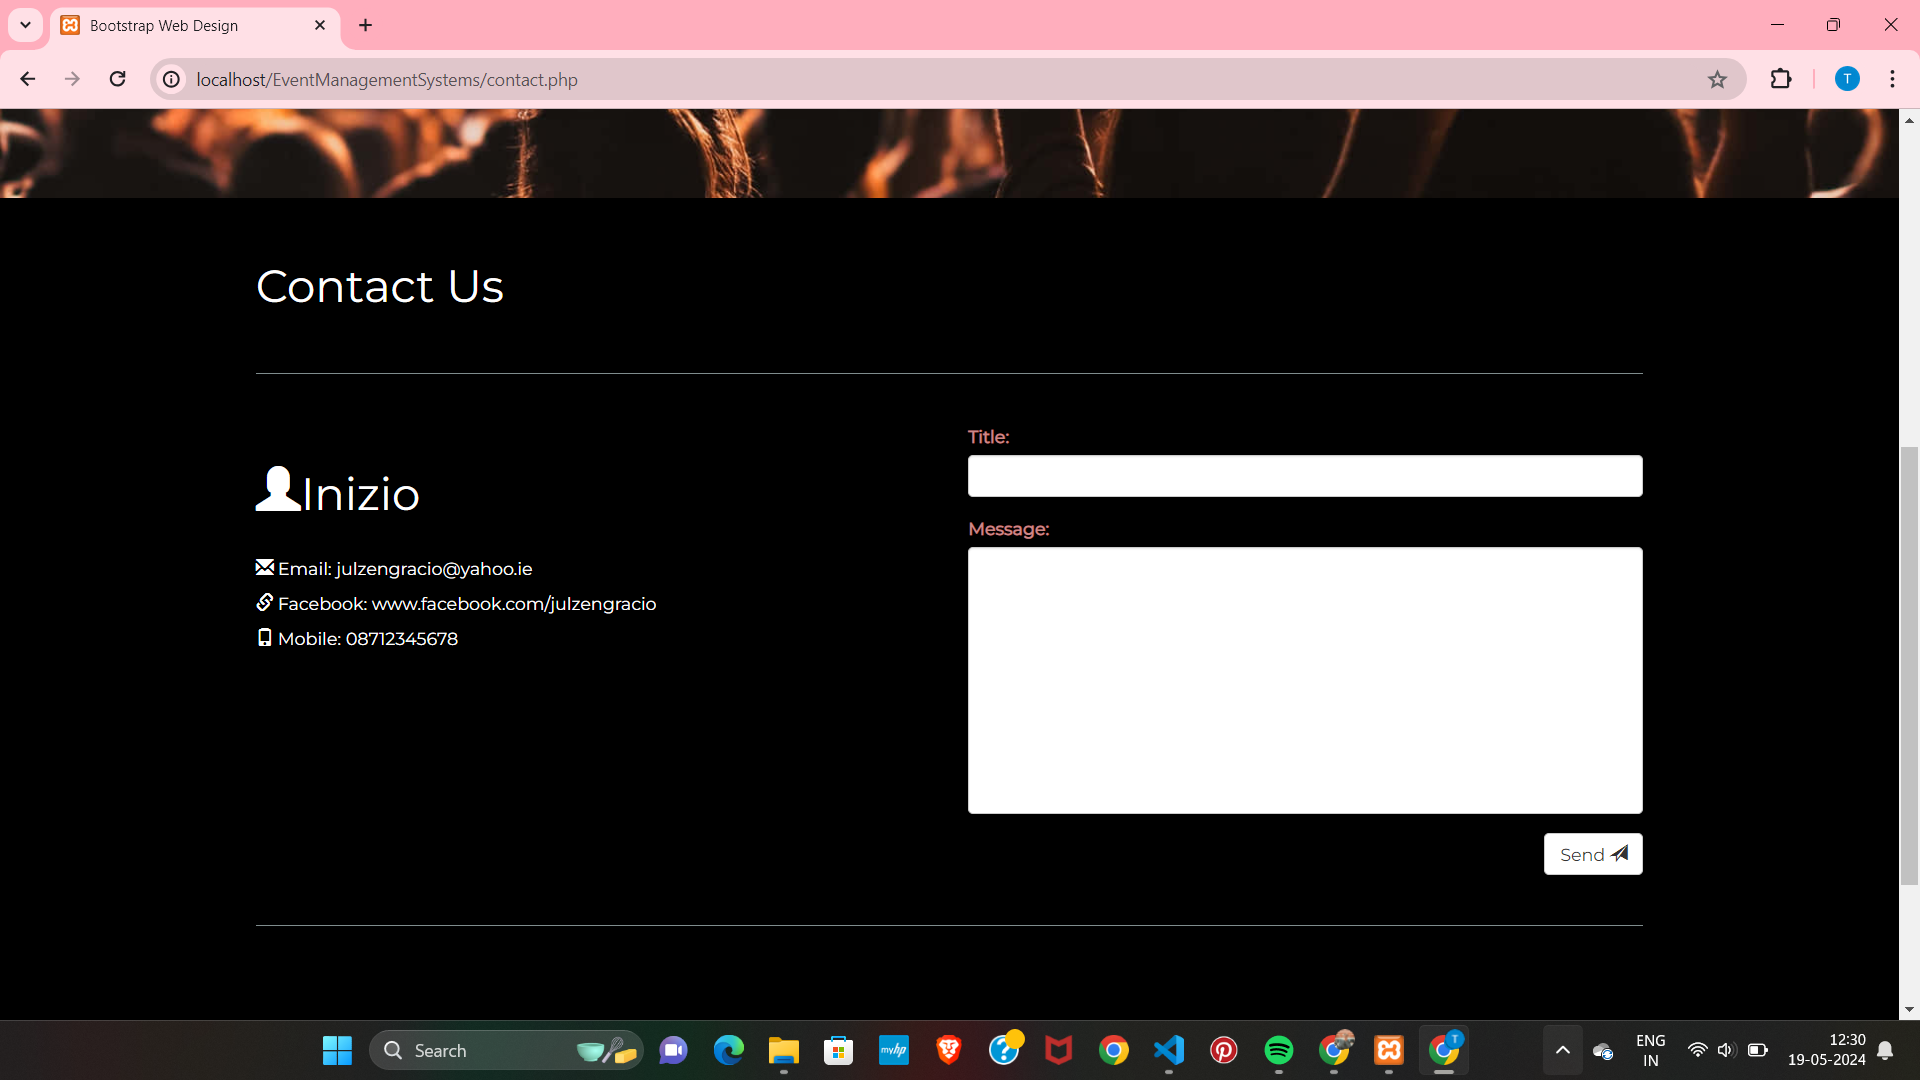 Bootstrap Web Design
localhost/EventManagementSystems/contact.php
T
Contact Us
Inizio
Email: julzengracio@yahoo.ie
Facebook: www.facebook.com/julzengracio
Mobile: 08712345678
Title:
Message:
Send
Search
myhp
T
ENG
IN
12:30
19-05-2024